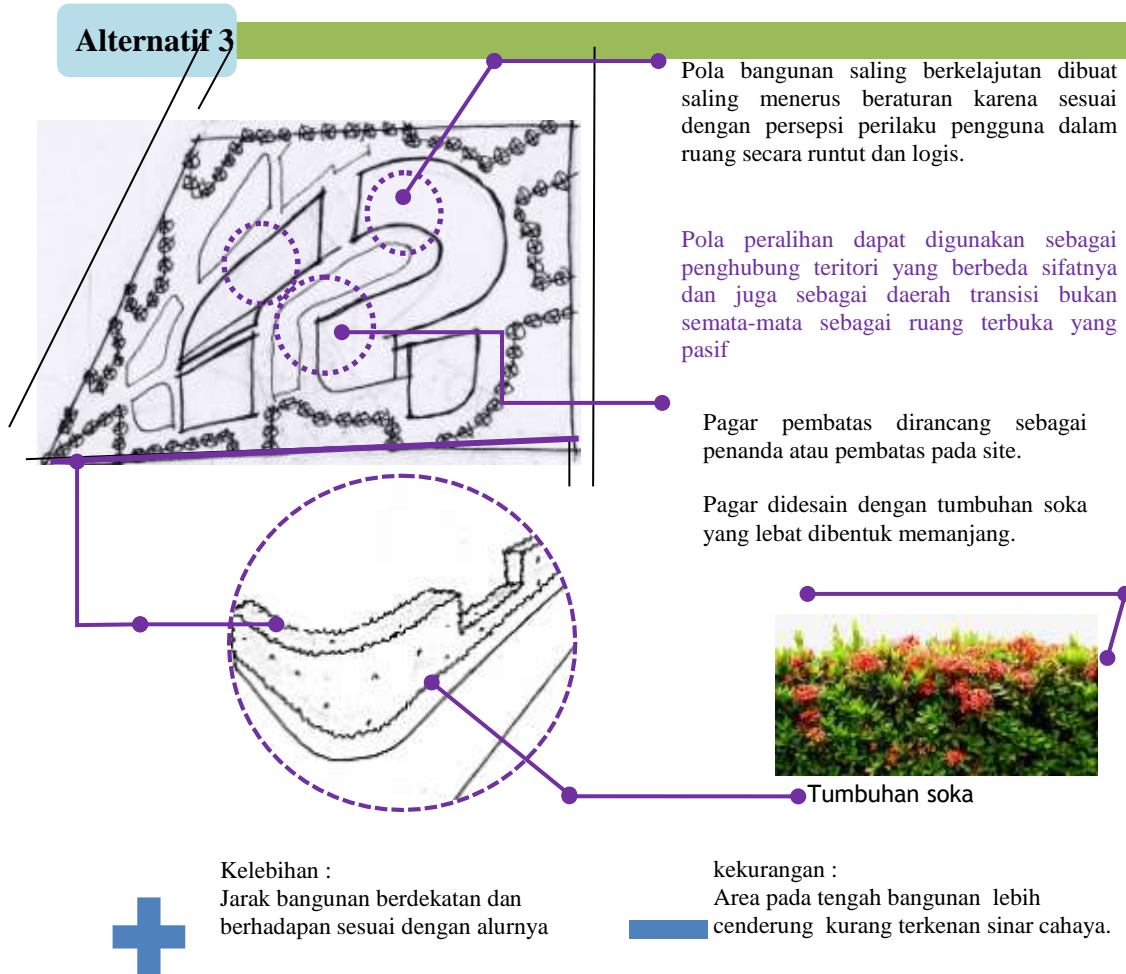 Alternatif 3
Pola bangunan saling berkelajutan dibuat
saling menerus beraturan karena sesuai
dengan persepsi perilaku pengguna dalam
ruang secara runtut dan logis.
Pola peralihan dapat digunakan sebagai
penghubung teritori yang berbeda sifatnya
dan juga sebagai daerah transisi bukan
semata-mata sebagai ruang terbuka yang
pasif
Pagar pembatas dirancang sebagai
penanda atau pembatas pada site.
Pagar didesain dengan tumbuhan soka
yang lebat dibentuk memanjang.
Tumbuhan soka
Kelebihan :
Jarak bangunan berdekatan dan
berhadapan sesuai dengan alurnya
kekurangan :
Area pada tengah bangunan lebih
cenderung kurang terkenan sinar cahaya.